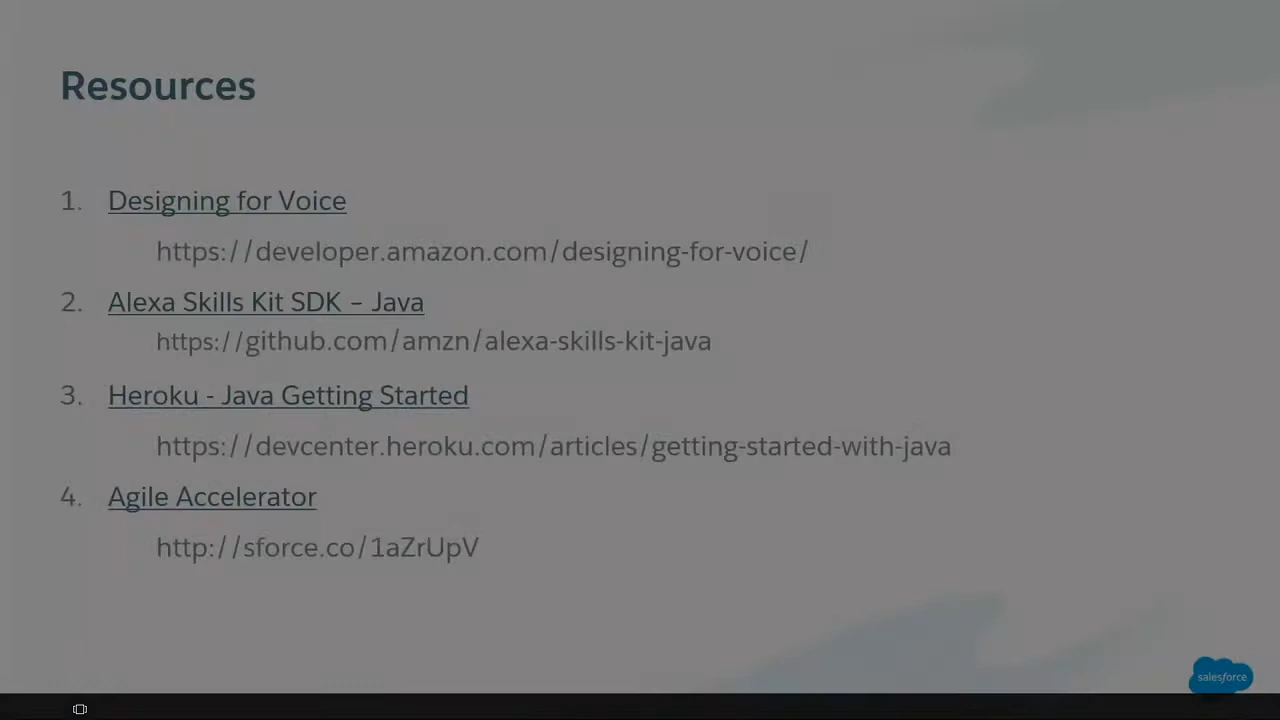 Resources
1. Designing for Voice
https://developer.amazon.com/designing-for-voice/
2. Alexa Skills Kit SDK – Java
https://github.com/amzn/alexa-skills-kit-java
3. Heroku - Java Getting Started
https://devcenter.heroku.com/articles/getting-started-with-java
4. Agile Accelerator
http://sforce.co/1aZrUpV
salesforce